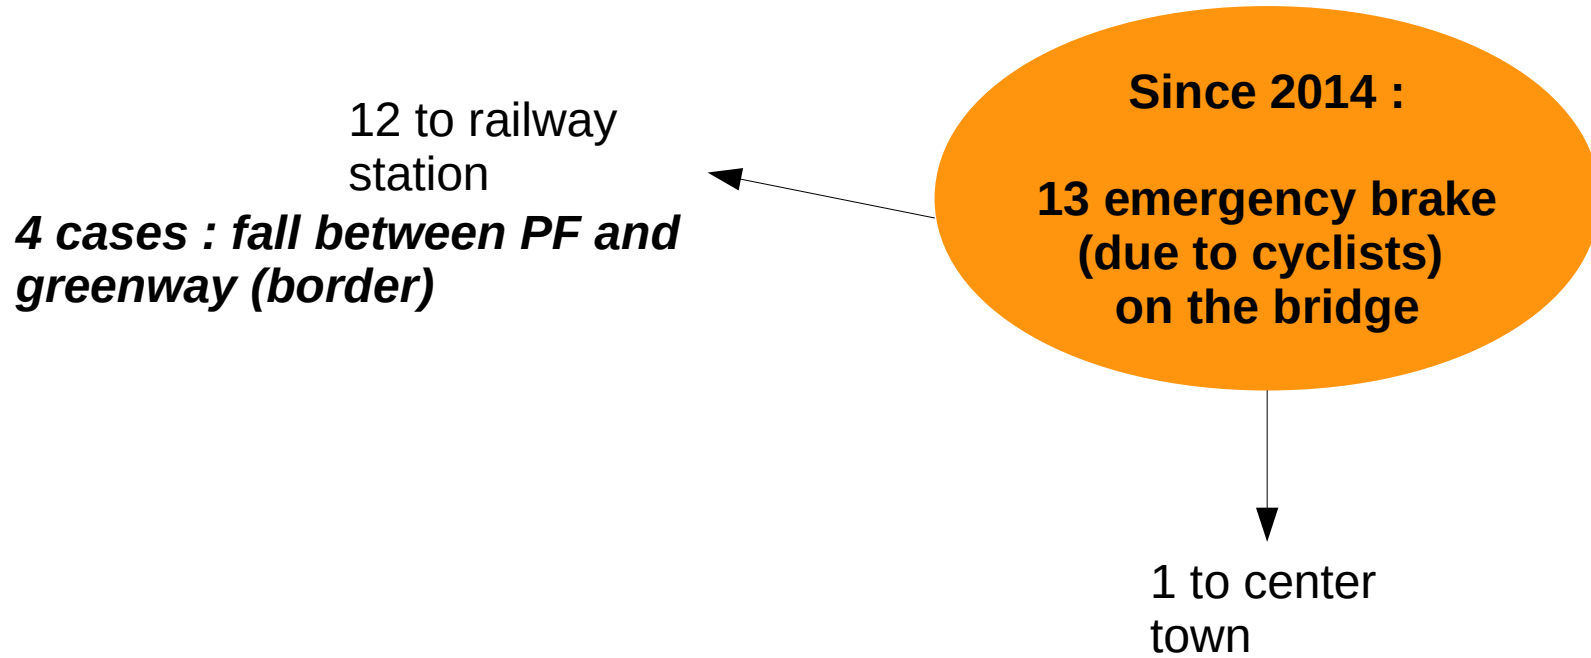 Since 2014 :
13 emergency brake
(due to cyclists)
on the bridge
12 to railway
station
4 cases : fall between PF and
greenway (border)
1 to center
town